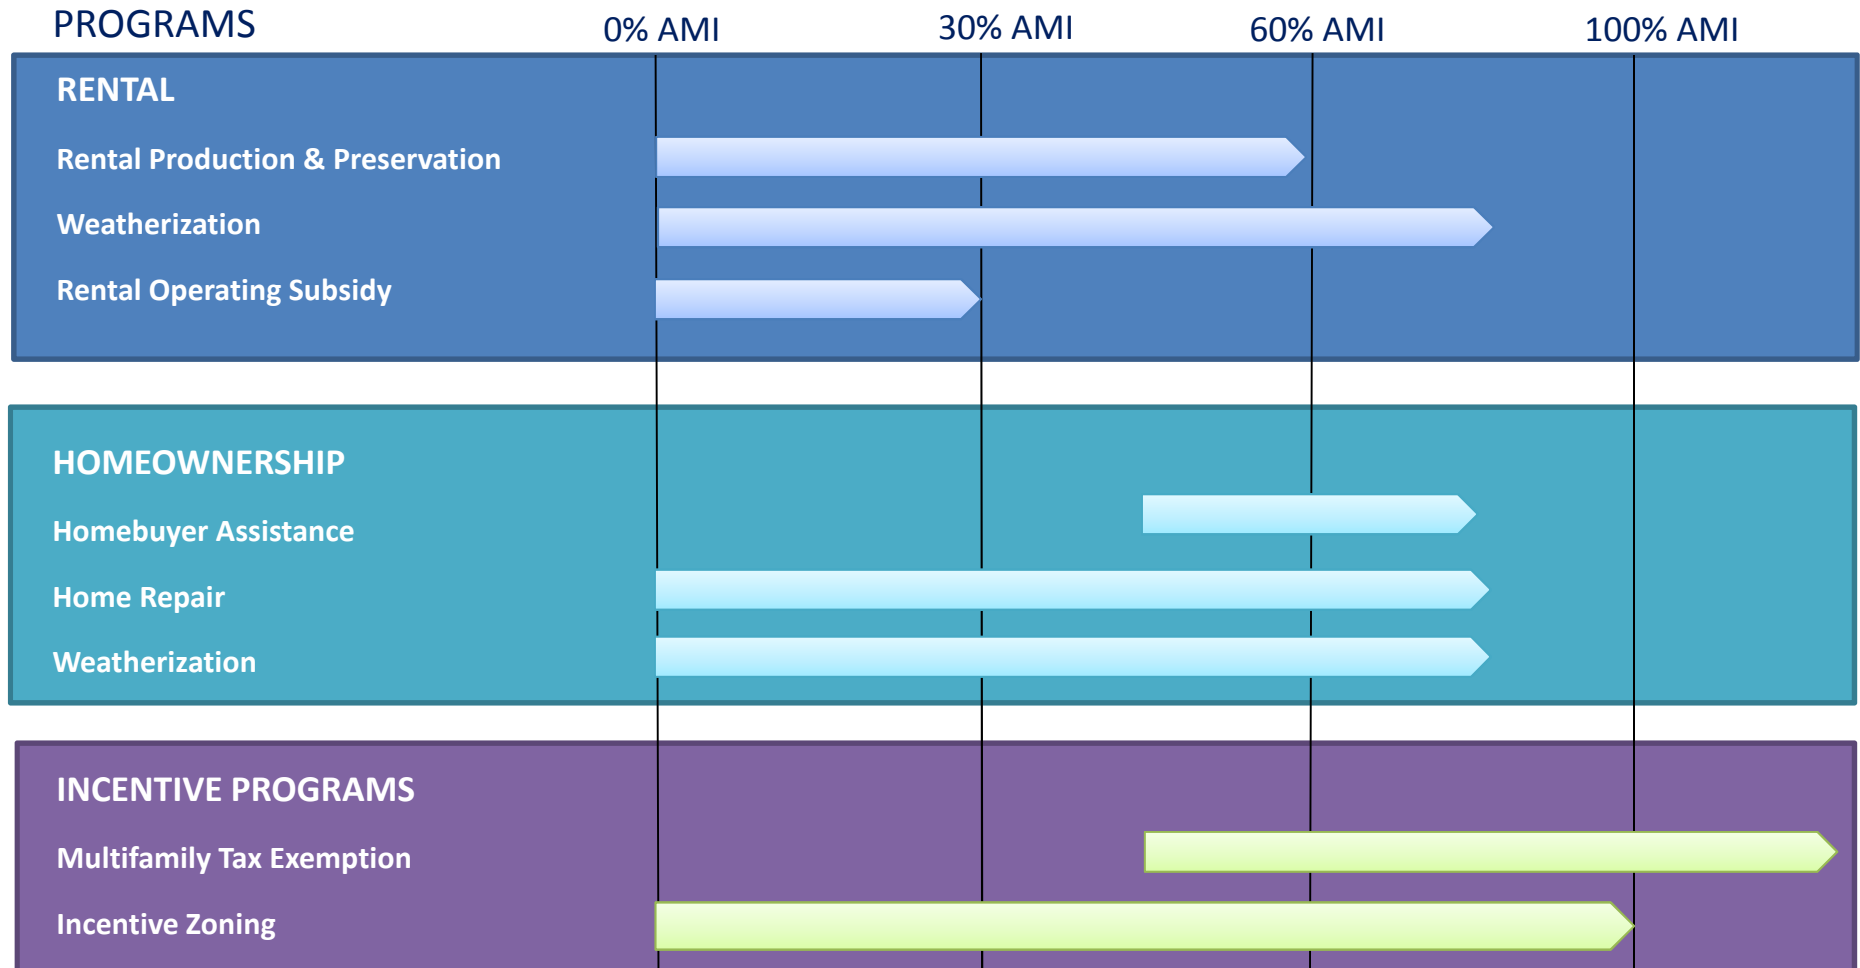 PROGRAMS 0% AMI 30% AMI 60% AMI 100% AMI
RENTAL
Rental Production & Preservation
Weatherization
Rental Operating Subsidy
HOMEOWNERSHIP
Homebuyer Assistance
Home Repair
Weatherization
INCENTIVE PROGRAMS
Multifamily Tax Exemption
Incentive Zoning